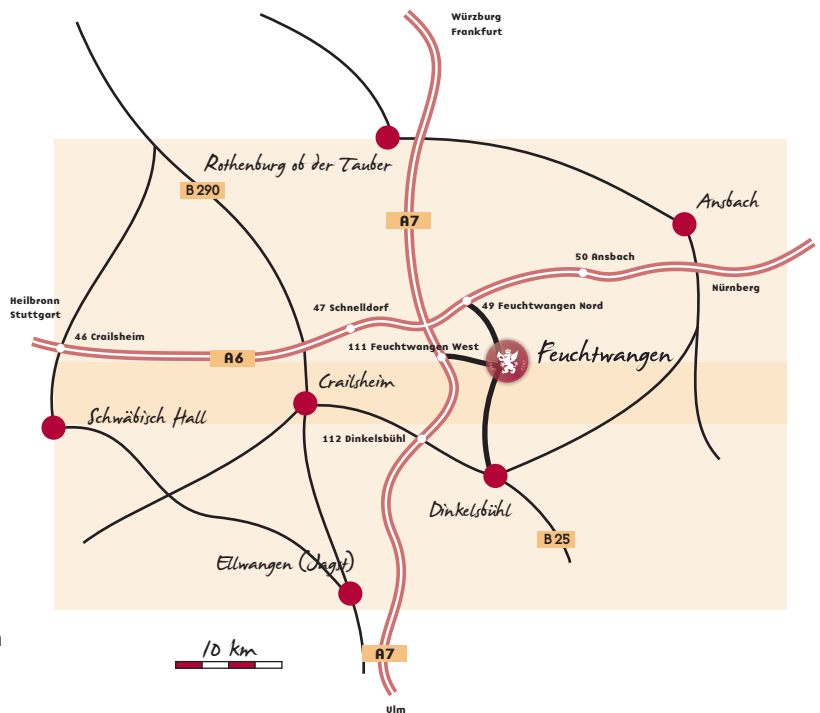 Würzburg
Frankfurt
Rothenburg ob der Tauber
B 290
A7
Ansbach
50 Ansbach
Nürnberg
Heilbronn
Stuttgart
47 Schnelldorf
49 Feuchtwangen Nord
46 Crailsheim
A6
111 Feuchtwangen West
Feuchtwangen
Crailsheim
Schwäbisch Hall
112 Dinkelsbühl
Dinkelsbühl
B 25
Ellwangen (Jagst)
10 km
A7
Ulm